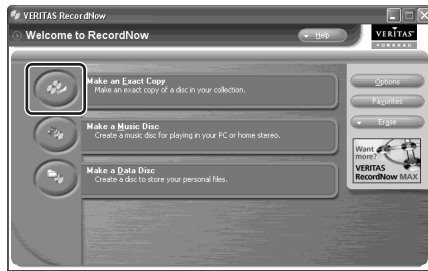 VERITAS RecordNow
Welcome to RecordNow
Help
VERITAS
POWERED
Make an Exact Copy
Make an exact copy of a disc in your collection.
Options
Favorites
Make a Music Disc
Create a music disc for playing in your PC or home stereo.
Erase
Want
more?
VERITAS
RecordNow MAX
Make a Data Disc
Create a disc to store your personal files.